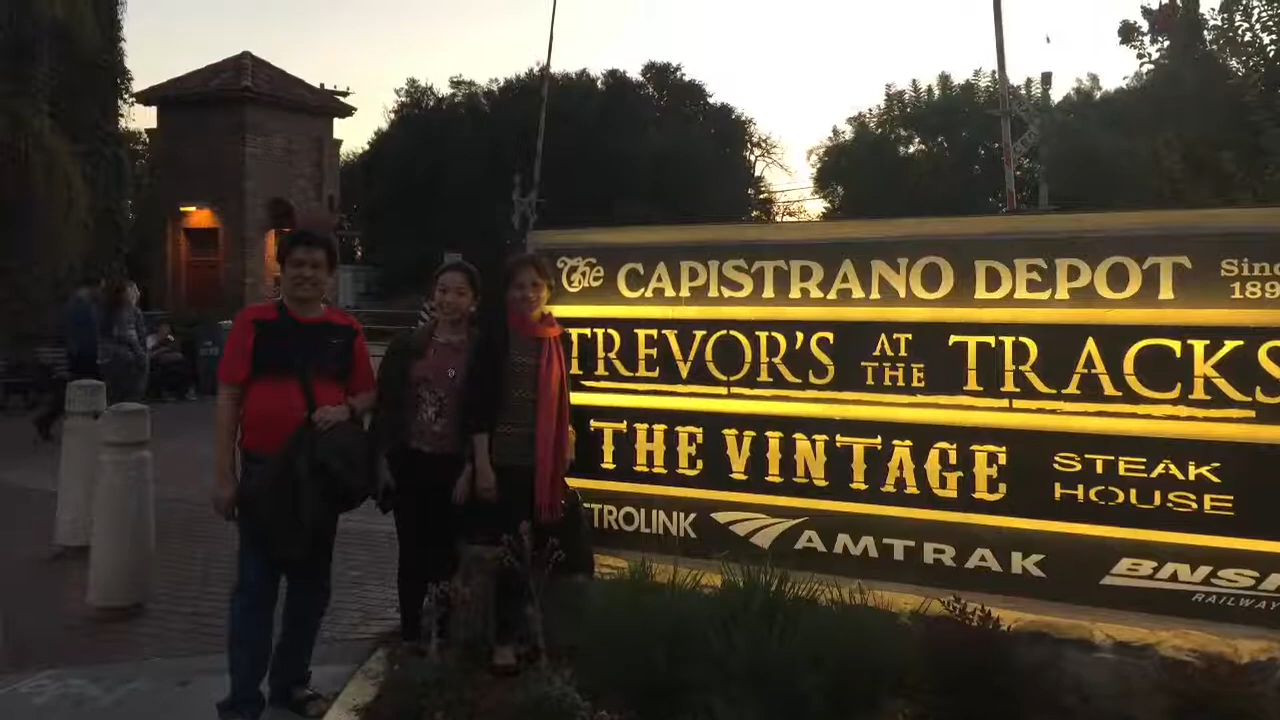 The CAPISTRANO DEPOT
TREVOR'S AT THE TRACKS
THE VINTAGE STEAK HOUSE
AMTRAK
RAILWAY